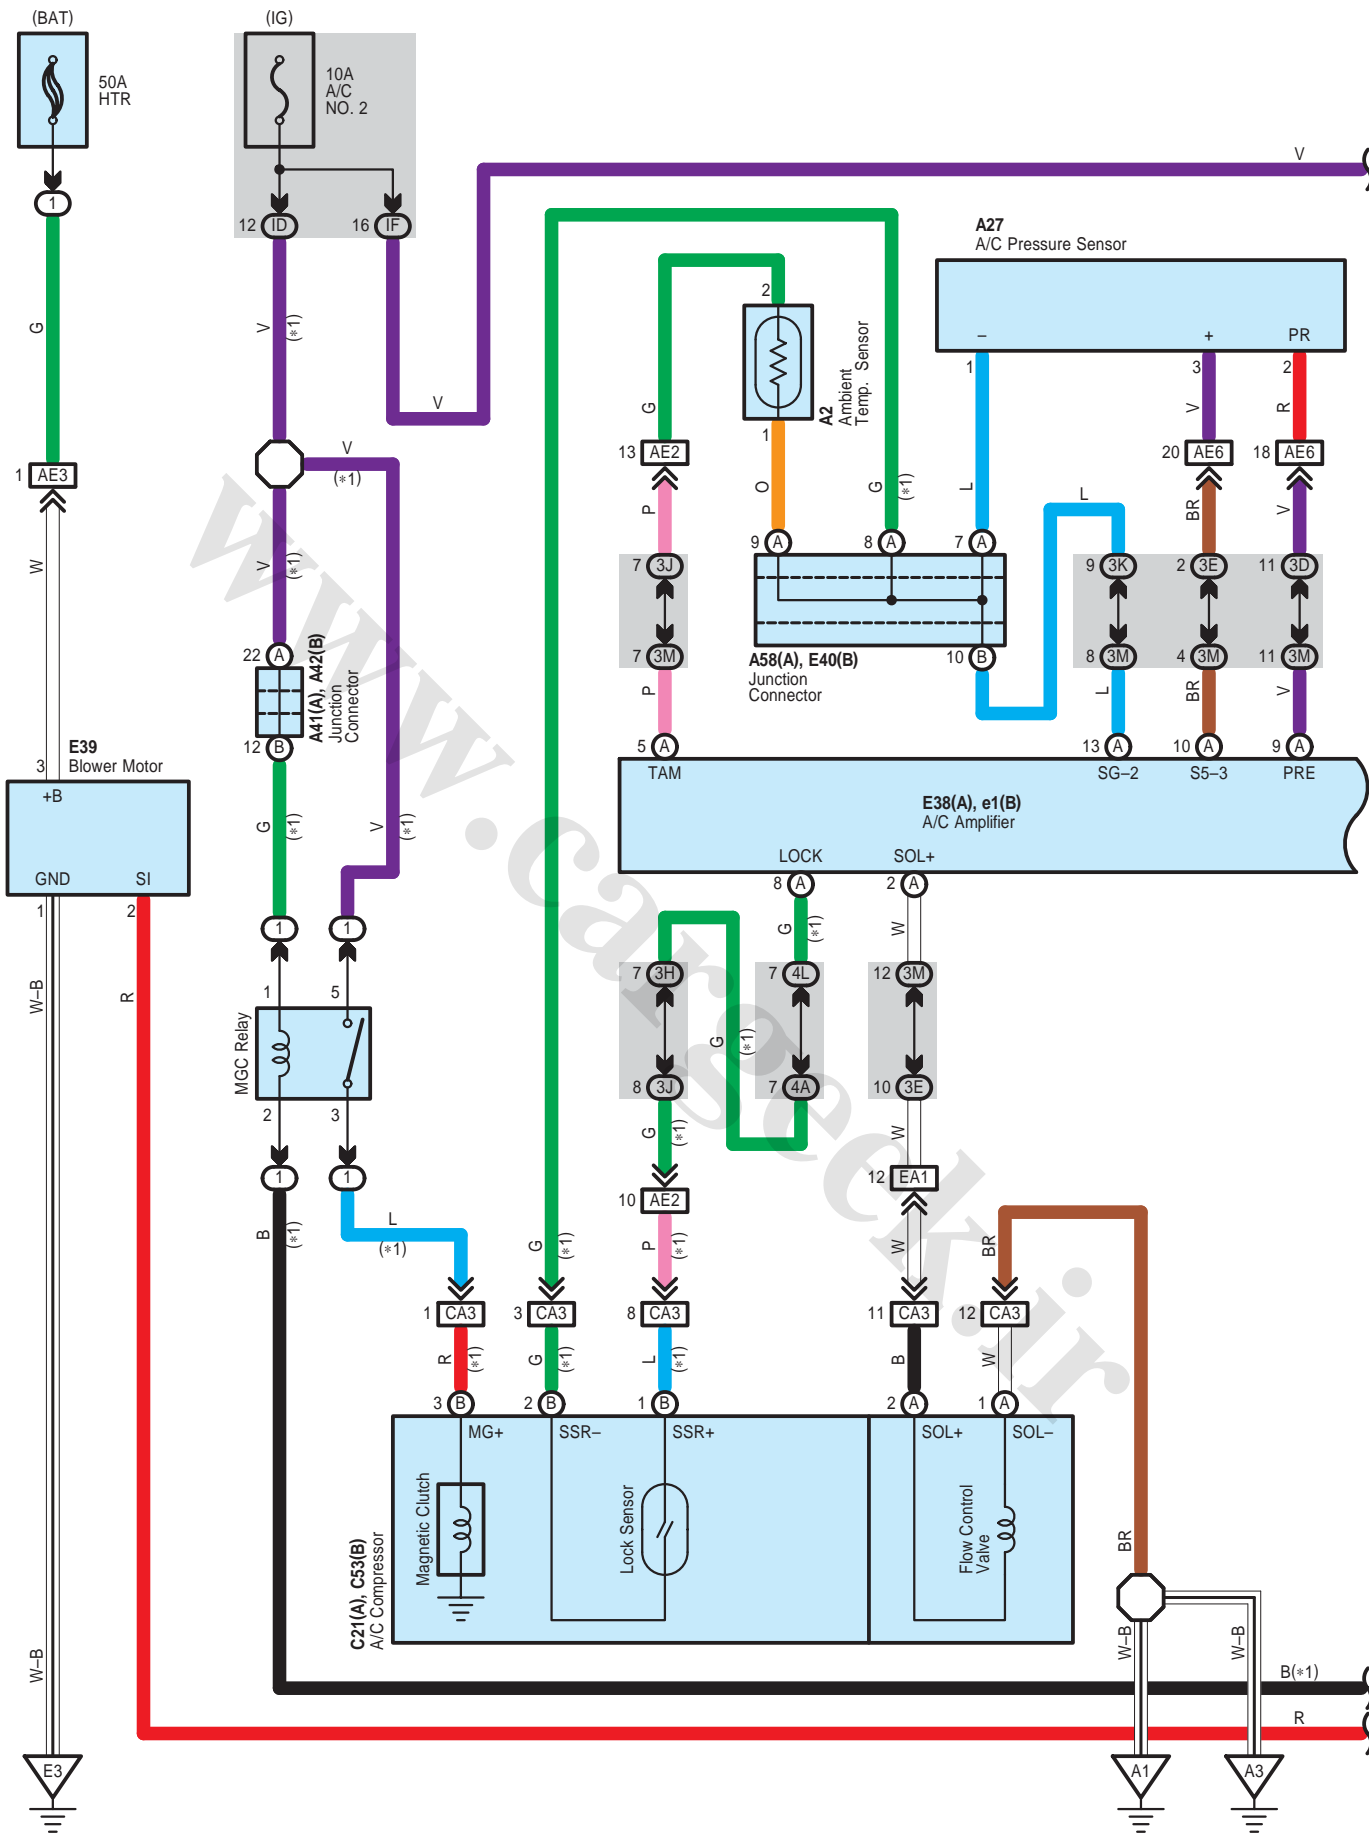 (BAT)
50A
HTR
1
G
1 AE3
W
3
E39
Blower Motor
+B
GND
SI
1
2
W–B
R
W–B
E3
(IG)
10A
A/C
NO. 2
12 ID
16 IF
V
(*1)
V
V
V
(*1)
V
(*1)
22 A
A41(A), A42(B)
Junction
Connector
12 B
G
(*1)
V
(*1)
1
1
1
5
MGC Relay
2
3
1
1
B
(*1)
L
(*1)
1 CA3
R
(*1)
3 B
G
(*1)
3 CA3
G
(*1)
2 B
G
13 AE2
P
7 3J
7 3M
P
5 A
2
A2
Ambient
Temp. Sensor
1
O
9 A
G
(*1)
8 A
L
7 A
A58(A), E40(B)
Junction
Connector
10 B
L
A27
A/C Pressure Sensor
–
+
PR
1
3
2
V
R
20 AE6
18 AE6
BR
V
9 3K
2 3E
11 3D
8 3M
4 3M
11 3M
L
BR
V
13 A
10 A
9 A
TAM
SG–2
S5–3
PRE
E38(A), e1(B)
A/C Amplifier
LOCK
SOL+
8 A
2 A
G
(*1)
W
7 3H
7 4L
12 3M
G
(*1)
8 3J
7 4A
10 3E
G
(*1)
W
10 AE2
12 EA1
P
(*1)
W
BR
8 CA3
11 CA3
12 CA3
L
(*1)
B
W
1 B
2 A
1 A
MG+
SSR–
SSR+
SOL+
SOL–
Magnetic Clutch
Lock Sensor
Flow Control
Valve
C21(A), C53(B)
A/C Compressor
BR
W–B
W–B
B(*1)
R
A1
A3
www.cargeek.ir